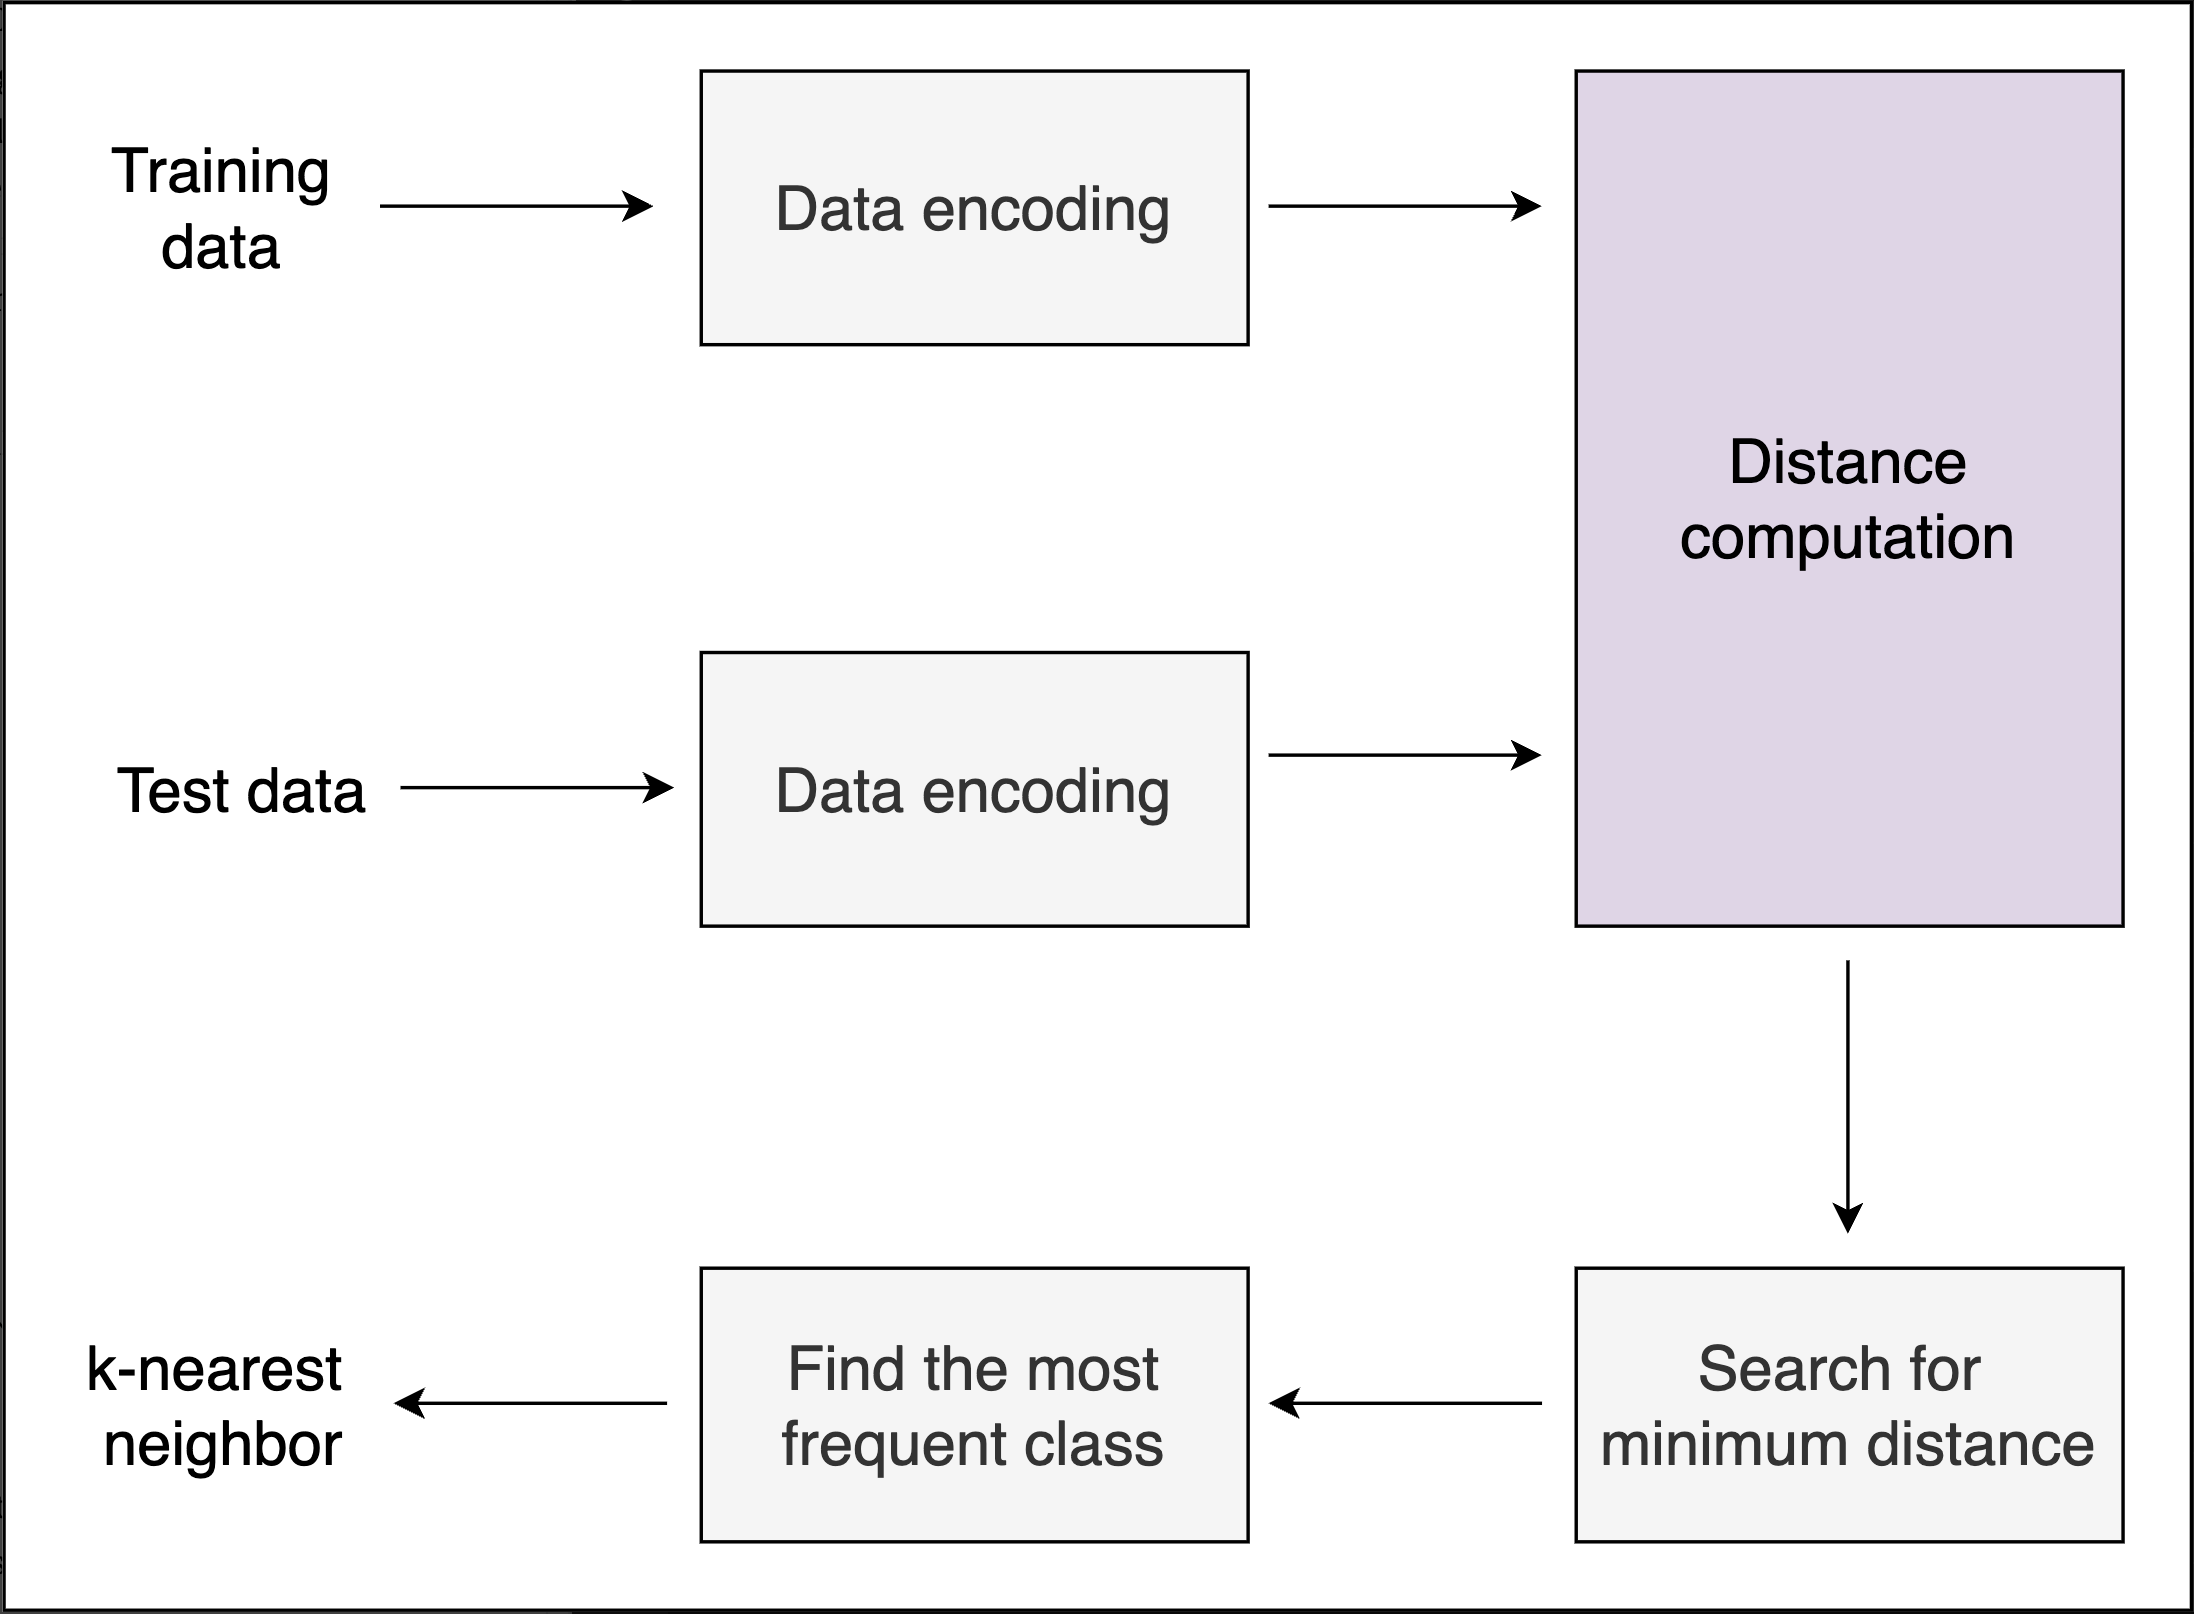 Training
data
Data encoding
Distance
computation
Test data
Data encoding
k-nearest
neighbor
Find the most
frequent class
Search for
minimum distance